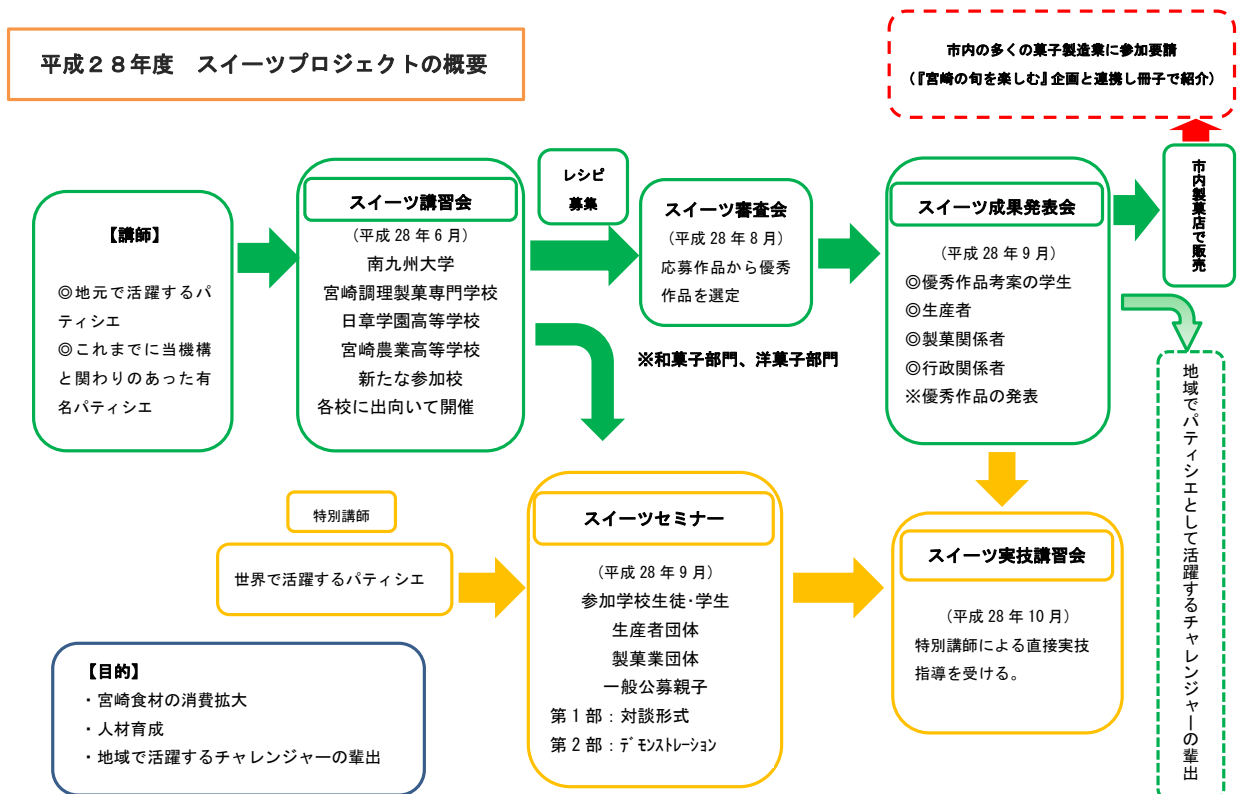 平成２８年度　スイーツプロジェクトの概要
市内の多くの菓子製造業に参加要請
（『宮崎の旬を楽しむ』企画と連携し冊子で紹介）
【講師】
◎地元で活躍するパ
ティシエ
◎これまでに当機構
と関わりのあった有
名パティシエ
スイーツ講習会
（平成 28 年 6 月）
南九州大学
宮崎調理製菓専門学校
日章学園高等学校
宮崎農業高等学校
新たな参加校
各校に出向いて開催
レシピ
募集
スイーツ審査会
（平成 28 年 8 月）
応募作品から優秀
作品を選定
※和菓子部門、洋菓子部門
スイーツ成果発表会
（平成 28 年 9 月）
◎優秀作品考案の学生
◎生産者
◎製菓関係者
◎行政関係者
※優秀作品の発表
市内製菓店で販売
地域でパティシエとして活躍するチャレンジャーの輩出
特別講師
世界で活躍するパティシエ
スイーツセミナー
（平成 28 年 9 月）
参加学校生徒･学生
生産者団体
製菓業団体
一般公募親子
第１部：対談形式
第２部：ﾃﾞﾓﾝｽﾄﾚｰｼｮﾝ
スイーツ実技講習会
（平成 28 年 10 月）
特別講師による直接実技
指導を受ける。
【目的】
・宮崎食材の消費拡大
・人材育成
・地域で活躍するチャレンジャーの輩出